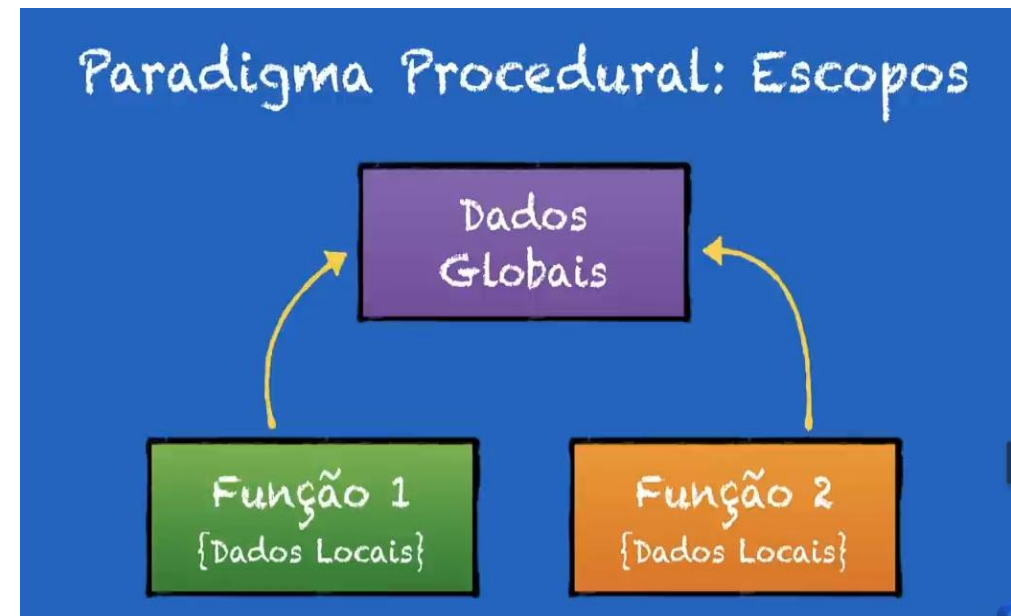 Paradigma Procedural: Escopos
Dados
Globais
Função 1
{Dados Locais}
Função 2
{Dados Locais}